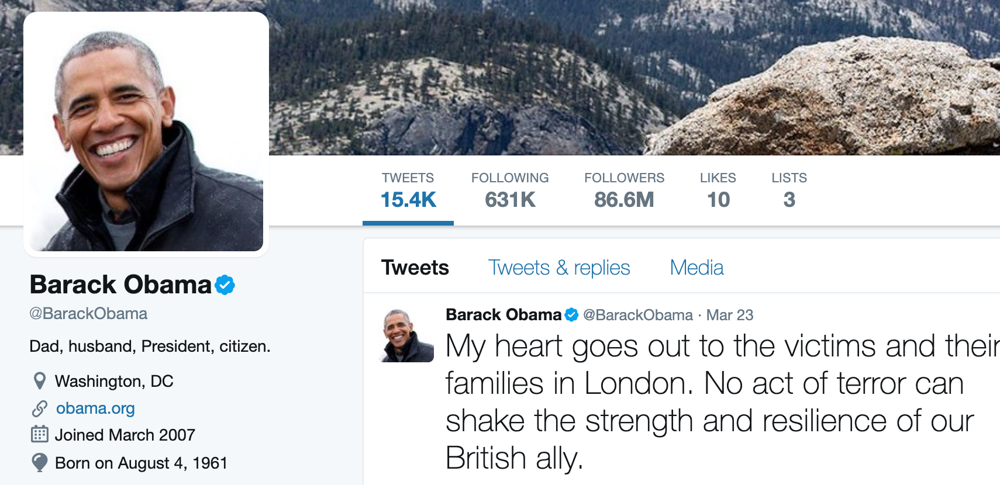 TWEETS FOLLOWING FOLLOWERS LIKES LISTS
15.4K 631K 86.6M 10 3
Barack Obama
@BarackObama
Dad, husband, President, citizen.
Washington, DC
obama.org
Joined March 2007
Born on August 4, 1961
Tweets Tweets & replies Media
Barack Obama @BarackObama · Mar 23
My heart goes out to the victims and their
families in London. No act of terror can
shake the strength and resilience of our
British ally.